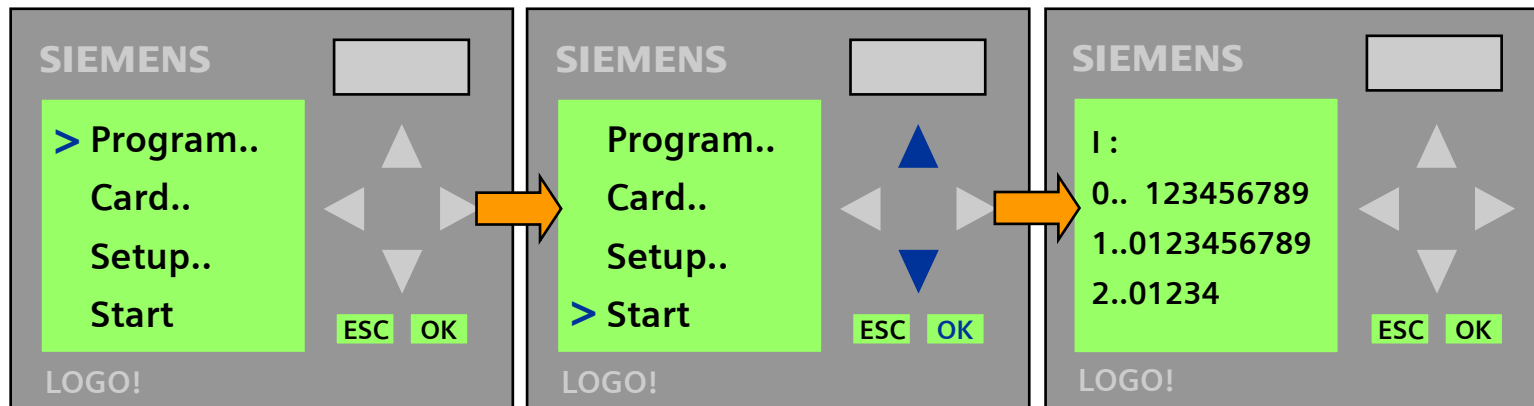 SIEMENS
> Program..
Card..
Setup..
Start
ESC OK
LOGO!
SIEMENS
Program..
Card..
Setup..
> Start
ESC OK
LOGO!
SIEMENS
I :
0.. 123456789
1..0123456789
2..01234
ESC OK
LOGO!